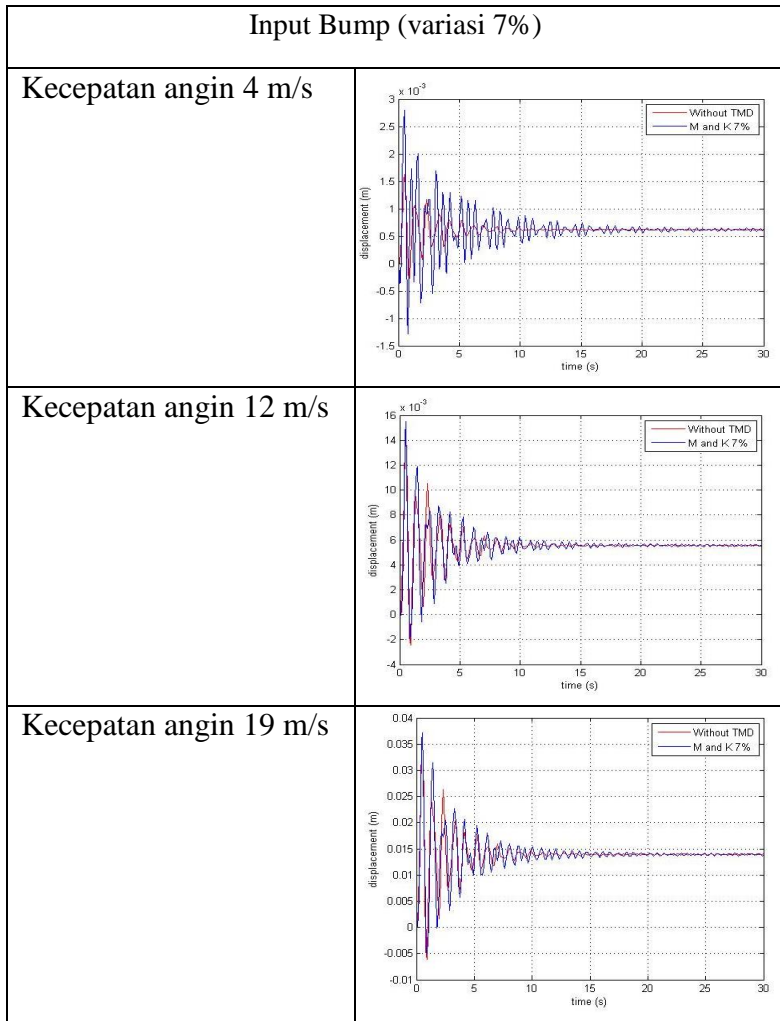 Input Bump (variasi 7%)
Kecepatan angin 4 m/s
x 10⁻³
3
2.5
2
1.5
1
0.5
0
-0.5
-1
-1.5
displacement (m)
Without TMD
M and K 7%
0 5 10 15 20 25 30
time (s)
Kecepatan angin 12 m/s
x 10⁻³
16
14
12
10
8
6
4
2
0
-2
-4
displacement (m)
Without TMD
M and K 7%
0 5 10 15 20 25 30
time (s)
Kecepatan angin 19 m/s
0.04
0.035
0.03
0.025
0.02
0.015
0.01
0.005
0
-0.005
-0.01
displacement (m)
Without TMD
M and K 7%
0 5 10 15 20 25 30
time (s)